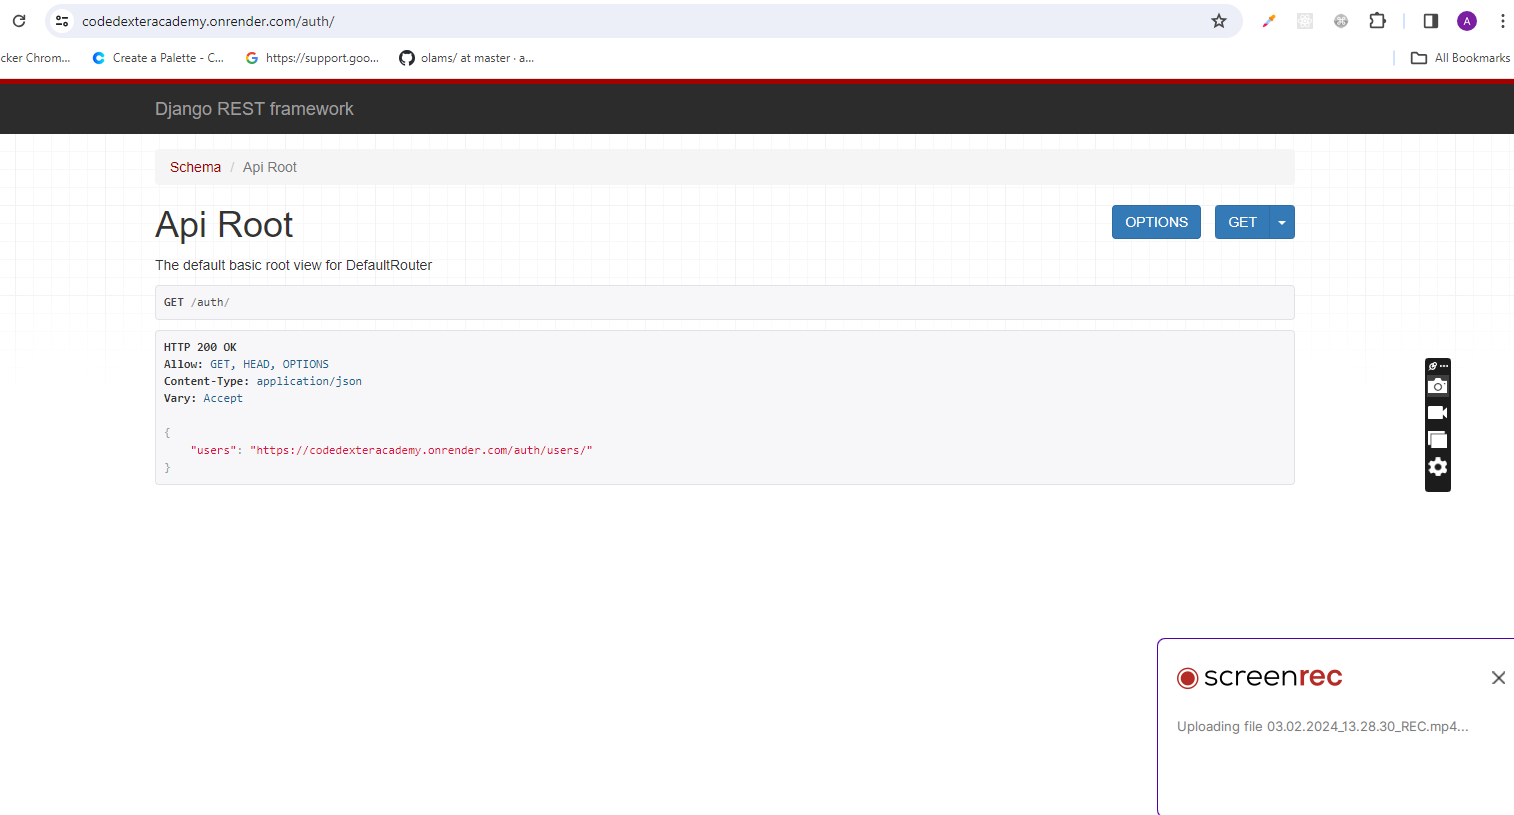 codedexteracademy.onrender.com/auth/
A
cker Chrom...
Create a Palette - C...
https://support.goo...
olams/ at master · a...
All Bookmarks
Django REST framework
Schema / Api Root
Api Root
OPTIONS
GET
The default basic root view for DefaultRouter
GET /auth/
HTTP 200 OK
Allow: GET, HEAD, OPTIONS
Content-Type: application/json
Vary: Accept
{
"users": "https://codedexteracademy.onrender.com/auth/users/"
}
screenrec
Uploading file 03.02.2024_13.28.30_REC.mp4...